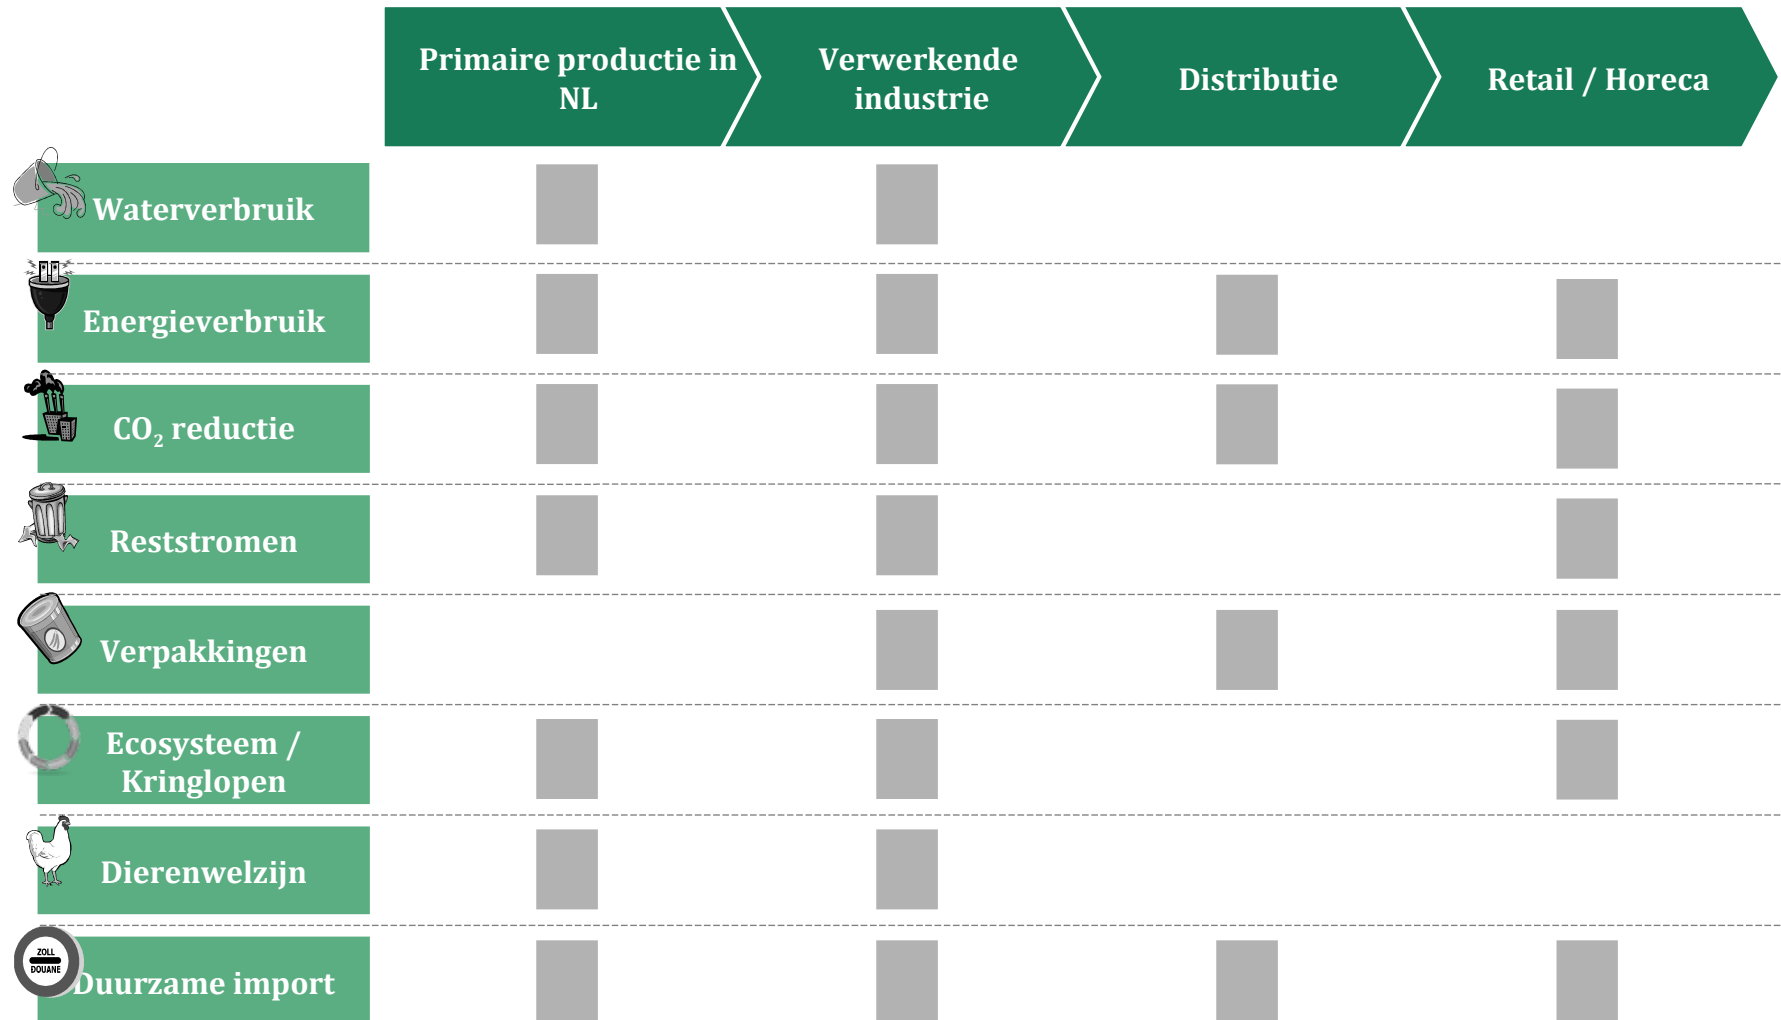 Primaire productie in
NL
Verwerkende
industrie
Distributie
Retail / Horeca
Waterverbruik
Energieverbruik
CO₂ reductie
Reststromen
Verpakkingen
Ecosysteem /
Kringlopen
Dierenwelzijn
ZOLL
DOUANE
Duurzame import